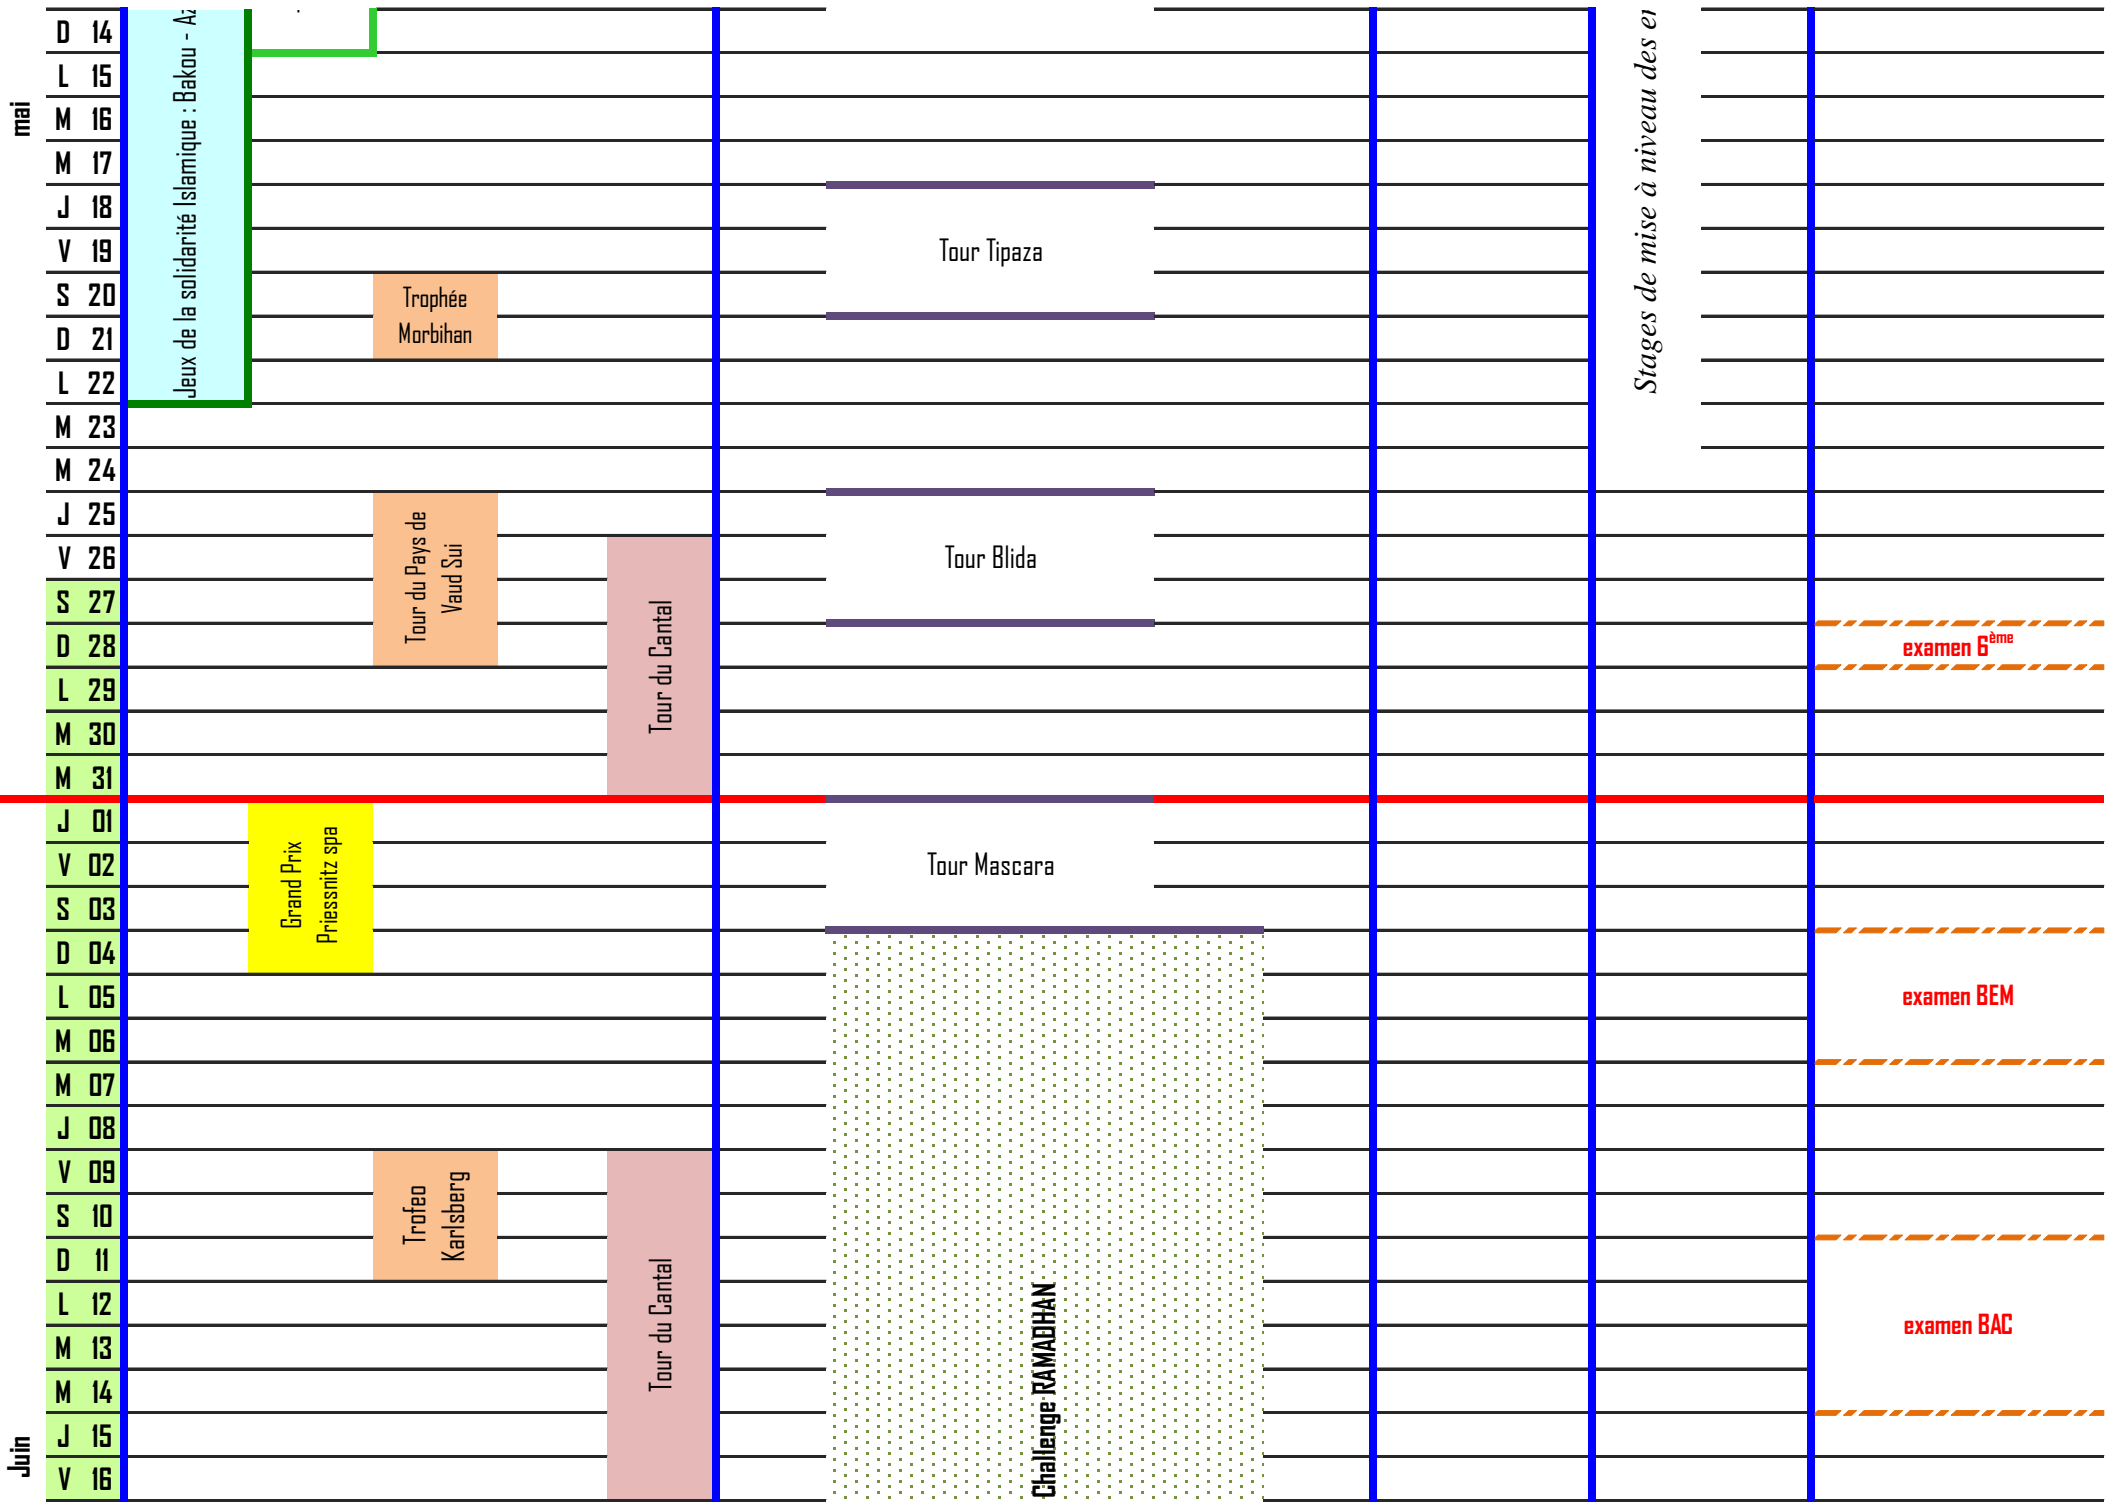 mai
D 14
L 15
M 16
M 17
J 18
V 19
S 20
D 21
L 22
M 23
M 24
J 25
V 26
S 27
D 28
L 29
M 30
M 31
Juin
J 01
V 02
S 03
D 04
L 05
M 06
M 07
J 08
V 09
S 10
D 11
L 12
M 13
M 14
J 15
V 16
Jeux de la solidarité Islamique : Bakou -
Grand Prix
Priessnitz spa
Trophée
Morbihan
Tour du Pays de
Vaud Sui
Trofeo
Karlsberg
Tour du Cantal
Tour du Cantal
Tour Tipaza
Tour Blida
Tour Mascara
Challenge RAMADHAN
Stages de mise à niveau des
examen 6ème
examen BEM
examen BAC